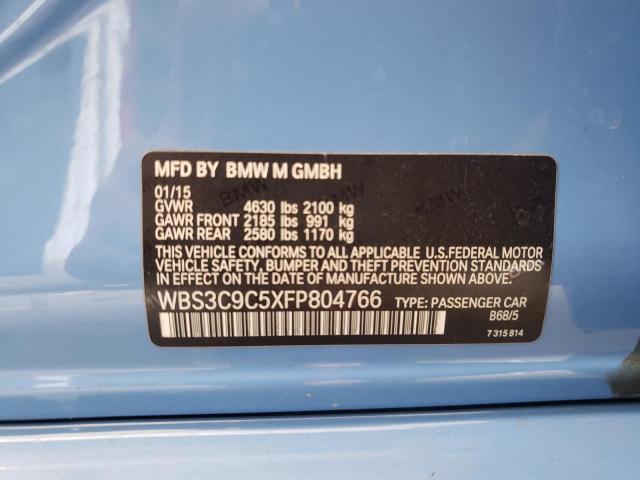 MFD BY BMW M GMBH
01/15
GVWR 4630 lbs 2100 kg
GAWR FRONT 2185 lbs 991 kg
GAWR REAR 2580 lbs 1170 kg
THIS VEHICLE CONFORMS TO ALL APPLICABLE U.S.FEDERAL MOTOR
VEHICLE SAFETY, BUMPER AND THEFT PREVENTION STANDARDS
IN EFFECT ON THE DATE OF MANUFACTURE SHOWN ABOVE.
WBS3C9C5XFP804766 TYPE: PASSENGER CAR
B68/5
7 315 814